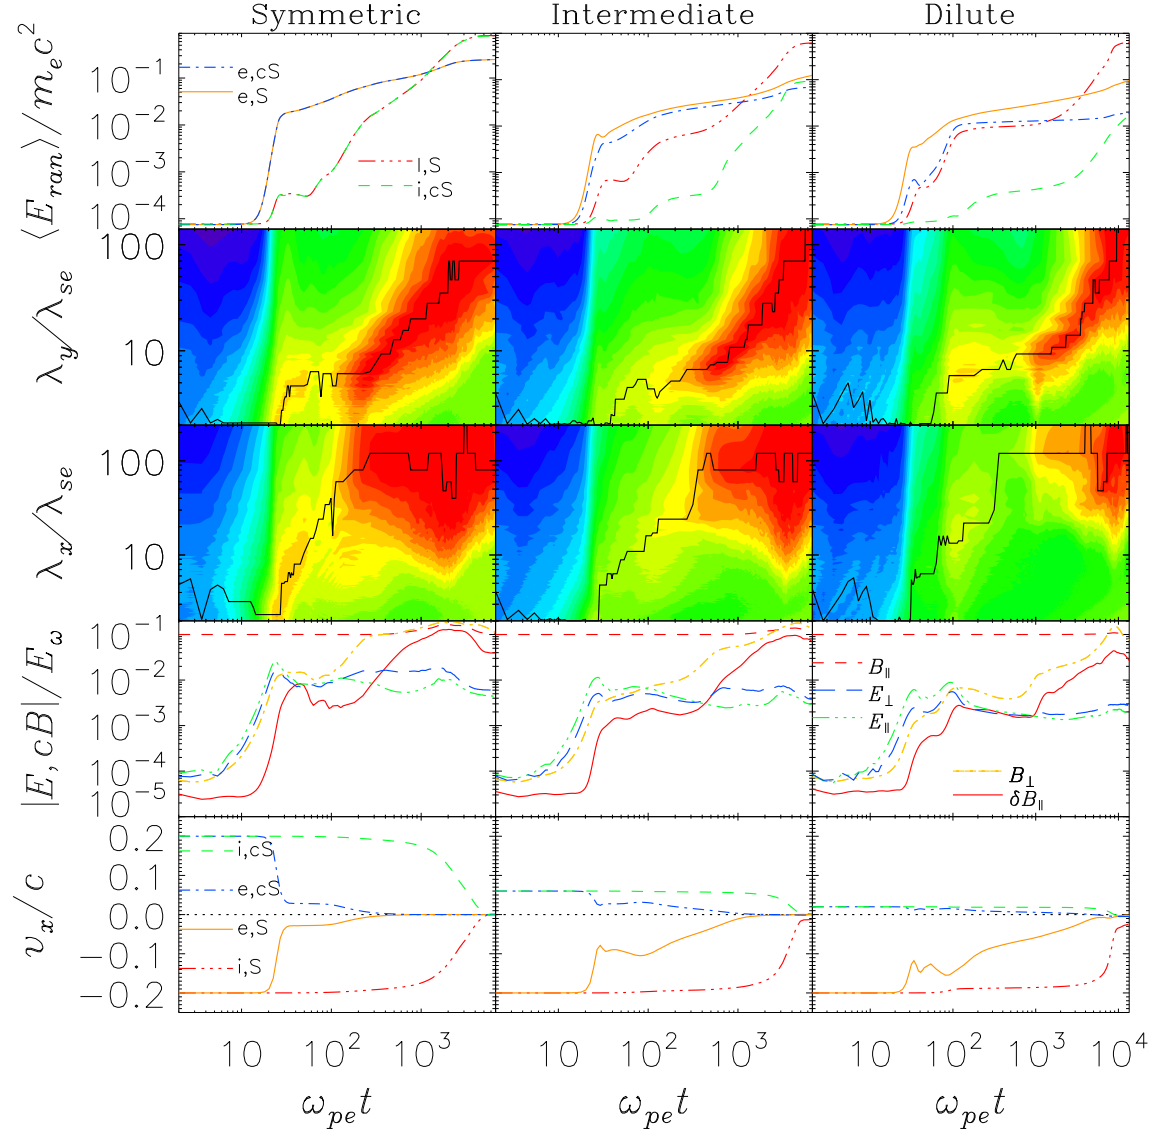 Symmetric Intermediate Dilute
⟨E_ran⟩/m_e c^2
10^-1
10^-2
10^-3
10^-4
e,cS
e,S
I,S
i,cS
λ_y/λ_se
100
10
λ_x/λ_se
100
10
|E,cB|/E_ω
10^-1
10^-2
10^-3
10^-4
10^-5
B_∥
E_⊥
E_∥
B_⊥
δB_∥
v_x/c
0.2
0.1
0.0
−0.1
−0.2
i,cS
e,cS
e,S
i,S
10 10^2 10^3 10 10^2 10^3 10 10^2 10^3 10^4
ω_pe t ω_pe t ω_pe t